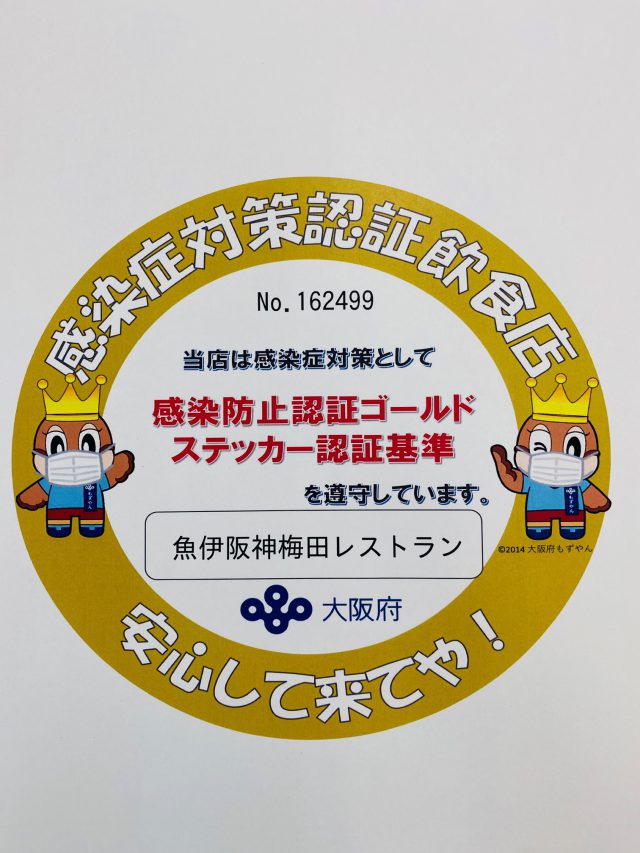 感染症対策認証飲食店
No.162499
当店は感染症対策として
感染防止認証ゴールド
ステッカー認証基準
を遵守しています。
魚伊阪神梅田レストラン
もずやん
もずやん
©2014 大阪府もずやん
大阪府
安心して来てや！